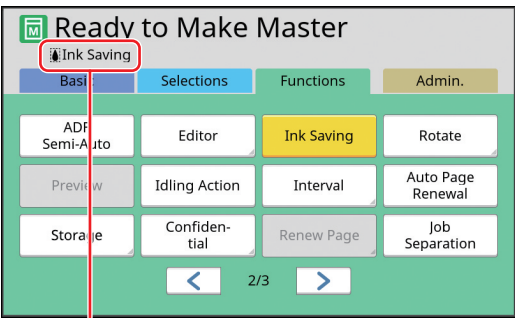 Ready to Make Master
Ink Saving
Basic
Selections
Functions
Admin.
ADF
Semi-Auto
Editor
Ink Saving
Rotate
Preview
Idling Action
Interval
Auto Page
Renewal
Storage
Confiden-
tial
Renew Page
Job
Separation
2/3